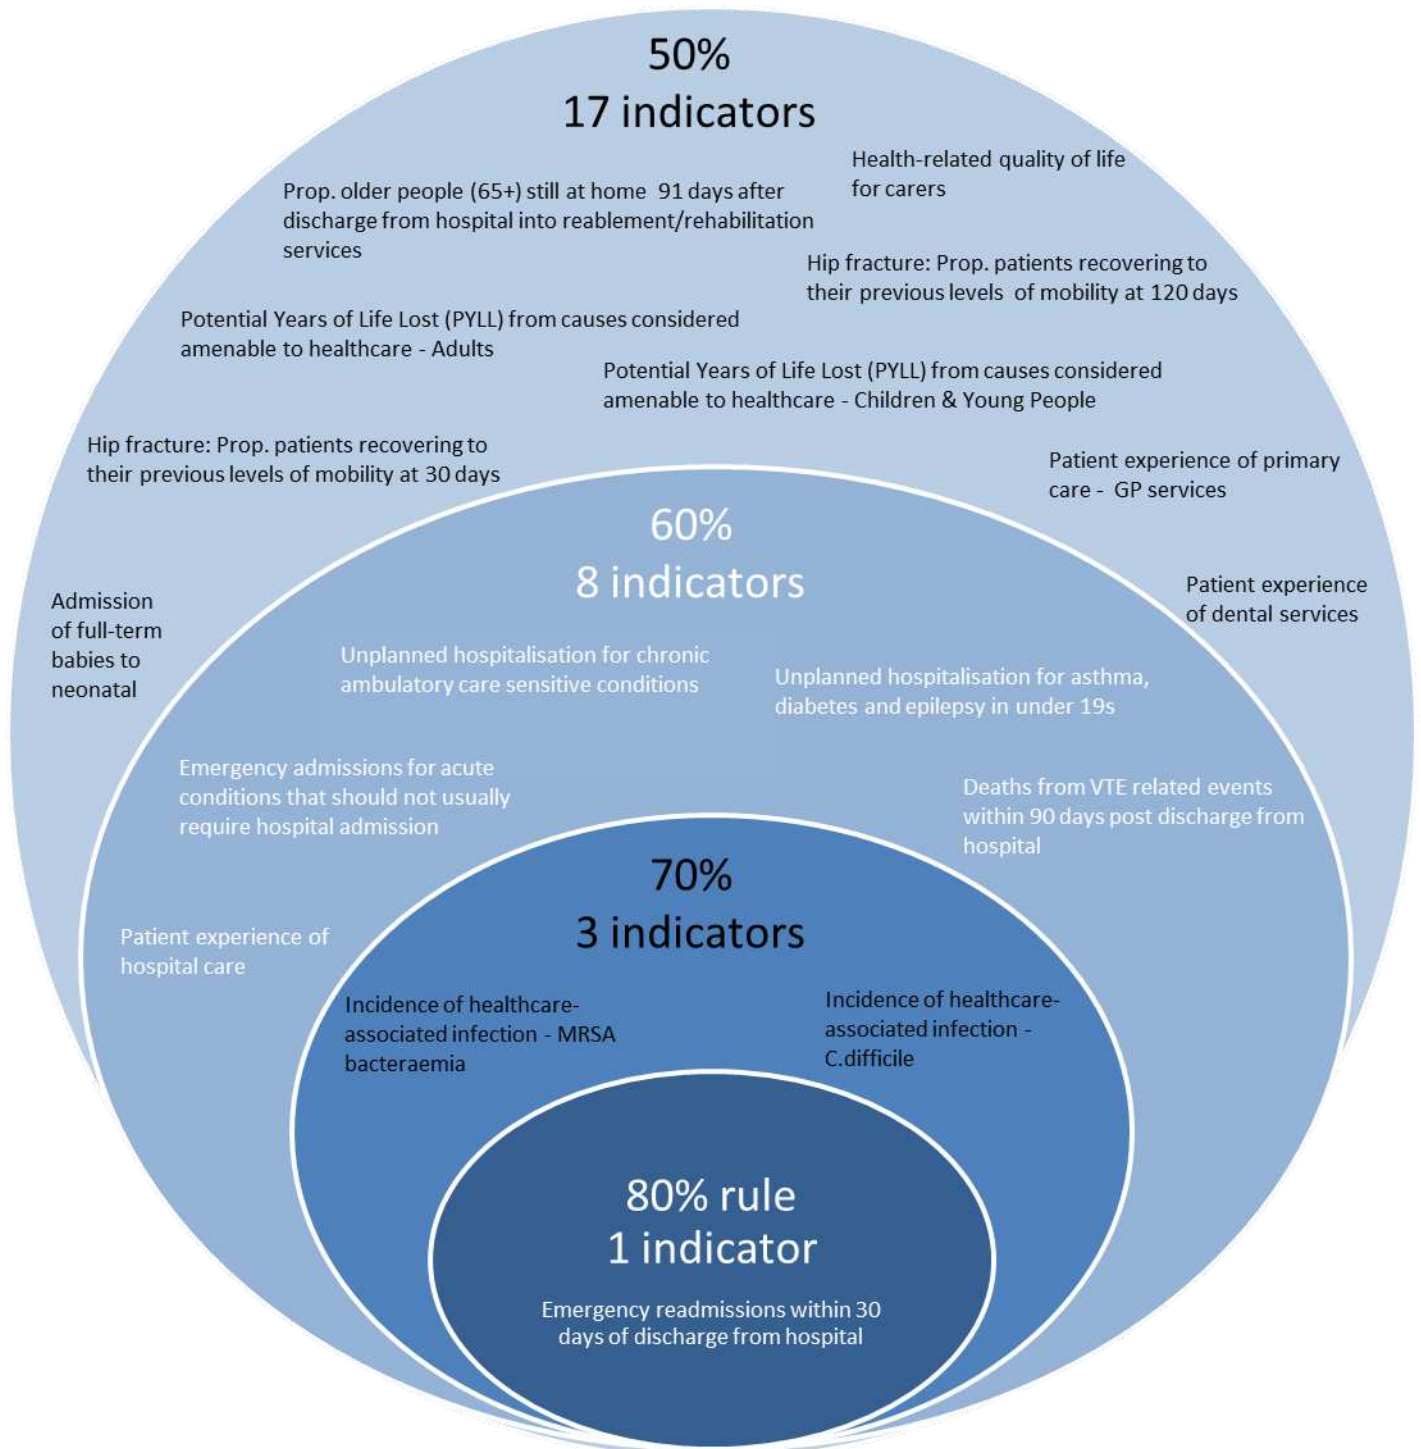 50%
17 indicators
Health-related quality of life
for carers
Prop. older people (65+) still at home 91 days after
discharge from hospital into reablement/rehabilitation
services
Hip fracture: Prop. patients recovering to
their previous levels of mobility at 120 days
Potential Years of Life Lost (PYLL) from causes considered
amenable to healthcare - Adults
Potential Years of Life Lost (PYLL) from causes considered
amenable to healthcare - Children & Young People
Hip fracture: Prop. patients recovering to
their previous levels of mobility at 30 days
Patient experience of primary
care - GP services
60%
8 indicators
Admission
of full-term
babies to
neonatal
Patient experience
of dental services
Unplanned hospitalisation for chronic
ambulatory care sensitive conditions
Unplanned hospitalisation for asthma,
diabetes and epilepsy in under 19s
Emergency admissions for acute
conditions that should not usually
require hospital admission
Deaths from VTE related events
within 90 days post discharge from
hospital
70%
3 indicators
Patient experience of
hospital care
Incidence of healthcare-
associated infection - MRSA
bacteraemia
Incidence of healthcare-
associated infection -
C.difficile
80% rule
1 indicator
Emergency readmissions within 30
days of discharge from hospital